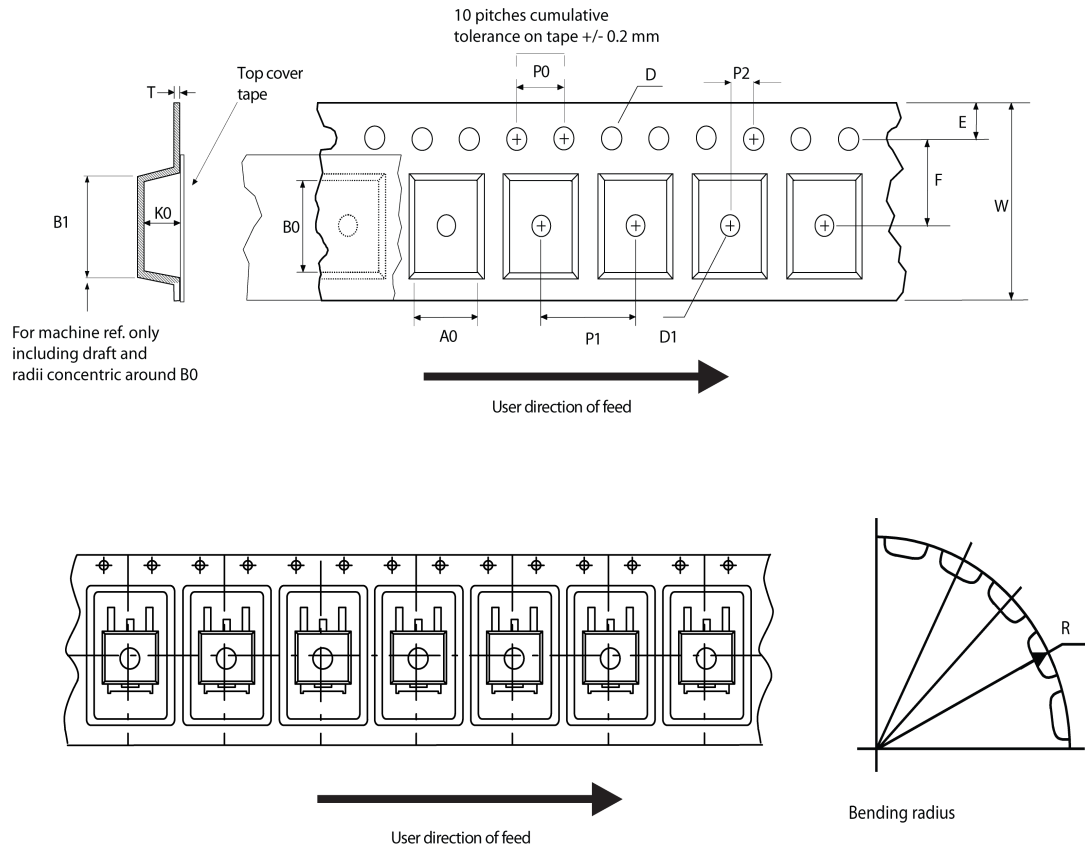 10 pitches cumulative
tolerance on tape +/- 0.2 mm
Top cover
tape
T
P0
D
P2
E
F
W
B1
K0
B0
A0
P1
D1
For machine ref. only
including draft and
radii concentric around B0
User direction of feed
R
Bending radius
User direction of feed